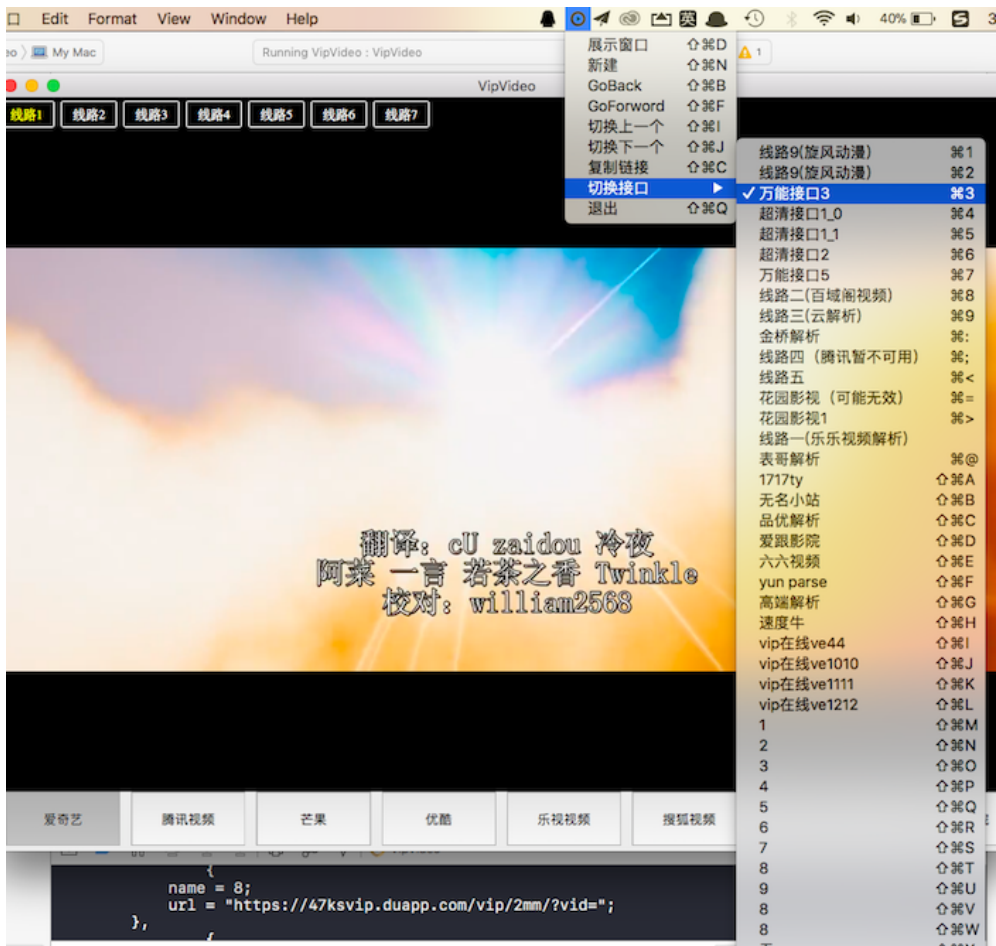 Edit Format View Window Help 英 40%
My Mac
Running VipVideo : VipVideo
1
VipVideo
线路1 线路2 线路3 线路4 线路5 线路6 线路7
展示窗口 ⇧⌘D
新建 ⇧⌘N
GoBack ⇧⌘B
GoForword ⇧⌘F
切换上一个 ⇧⌘I
切换下一个 ⇧⌘J
复制链接 ⇧⌘C
切换接口 ▶
退出 ⇧⌘Q
线路9(旋风动漫) ⌘1
线路9(旋风动漫) ⌘2
✓万能接口3 ⌘3
超清接口1_0 ⌘4
超清接口1_1 ⌘5
超清接口2 ⌘6
万能接口5 ⌘7
线路二(百域阁视频) ⌘8
线路三(云解析) ⌘9
金桥解析 ⌘:
线路四（腾讯暂不可用） ⌘;
线路五 ⌘<
花园影视（可能无效） ⌘=
花园影视1 ⌘>
线路一(乐乐视频解析)
表哥解析 ⌘@
1717ty ⇧⌘A
无名小站 ⇧⌘B
品优解析 ⇧⌘C
爱跟影院 ⇧⌘D
六六视频 ⇧⌘E
yun parse ⇧⌘F
高端解析 ⇧⌘G
速度牛 ⇧⌘H
vip在线ve44 ⇧⌘I
vip在线ve1010 ⇧⌘J
vip在线ve1111 ⇧⌘K
vip在线ve1212 ⇧⌘L
1 ⇧⌘M
2 ⇧⌘N
3 ⇧⌘O
4 ⇧⌘P
5 ⇧⌘Q
6 ⇧⌘R
7 ⇧⌘S
8 ⇧⌘T
9 ⇧⌘U
8 ⇧⌘V
8 ⇧⌘W
翻译：cU zaidou 冷夜
阿菜 一言 若茶之香 Twinkle
校对：william2568
爱奇艺 腾讯视频 芒果 优酷 乐视视频 搜狐视频
{
name = 8;
url = "https://47ksvip.duapp.com/vip/2mm/?vid=";
},
{